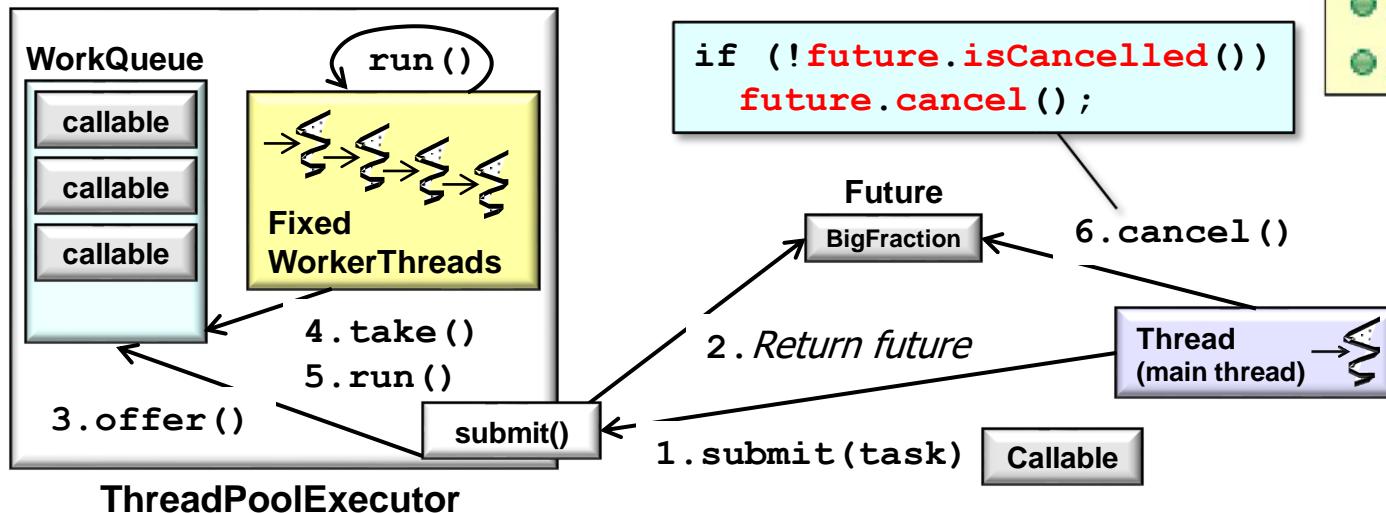 WorkQueue
callable
callable
callable
run()
Fixed
WorkerThreads
4.take()
5.run()
3.offer()
submit()
ThreadPoolExecutor
if (!future.isCancelled())
future.cancel();
Future
BigFraction
6.cancel()
2.Return future
Thread
(main thread)
1.submit(task)
Callable